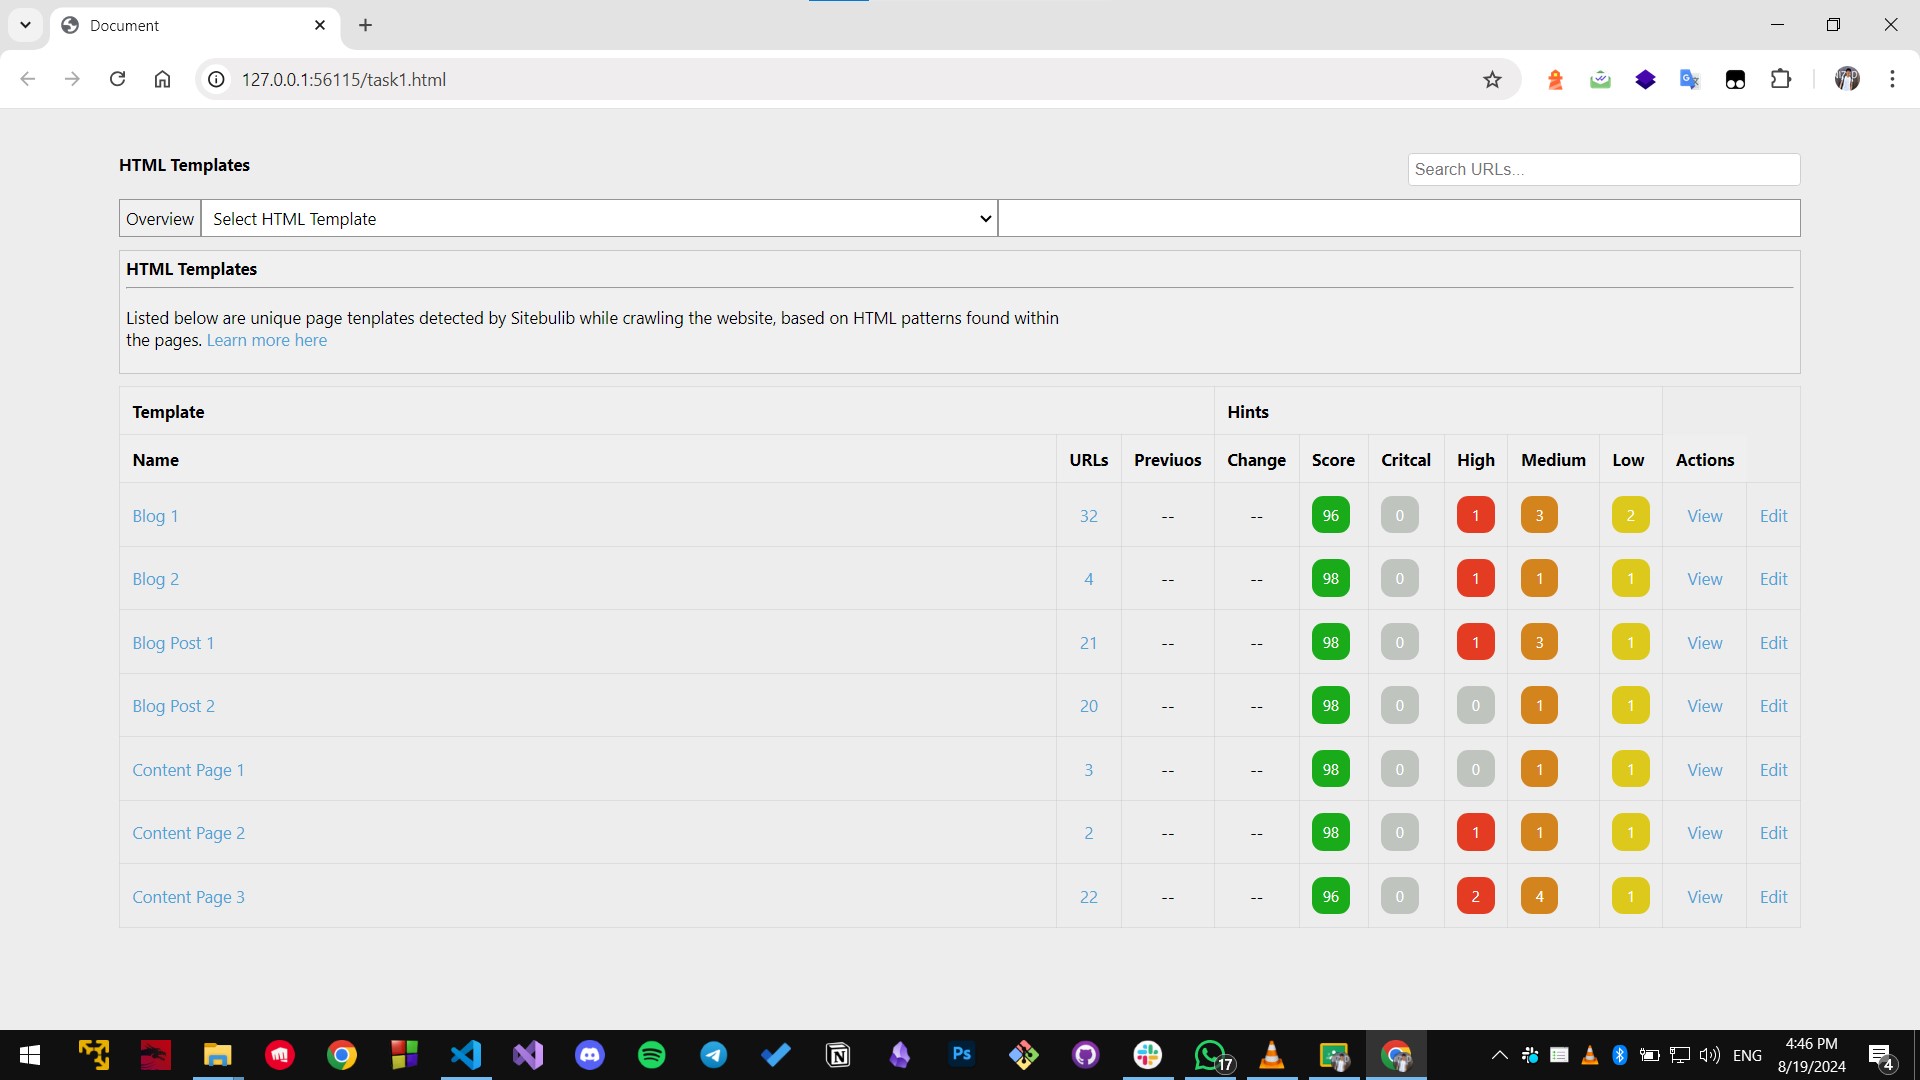 Document
127.0.0.1:56115/task1.html
HTML Templates
Search URLs...
Overview Select HTML Template
HTML Templates
Listed below are unique page templates detected by Sitebulib while crawling the website, based on HTML patterns found within
the pages. Learn more here
Template Hints
Name URLs Previuos Change Score Critcal High Medium Low Actions
Blog 1 32 -- -- 96 0 1 3 2 View Edit
Blog 2 4 -- -- 98 0 1 1 1 View Edit
Blog Post 1 21 -- -- 98 0 1 3 1 View Edit
Blog Post 2 20 -- -- 98 0 0 1 1 View Edit
Content Page 1 3 -- -- 98 0 0 1 1 View Edit
Content Page 2 2 -- -- 98 0 1 1 1 View Edit
Content Page 3 22 -- -- 96 0 2 4 1 View Edit
Ps
17
ENG
4:46 PM
8/19/2024
4